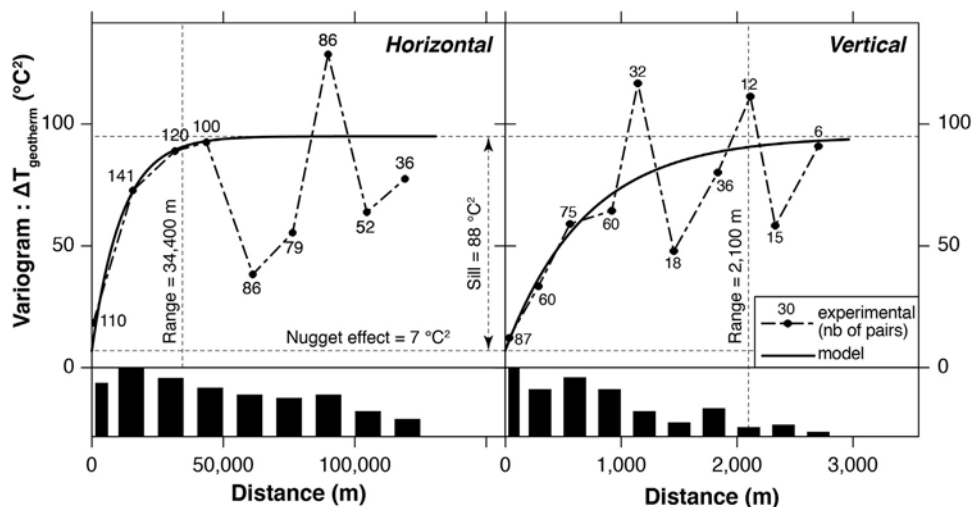 Horizontal
Vertical
Variogram : ΔT geotherm (°C²)
100
50
0
110
141
120
100
86
79
86
52
36
Range = 34,400 m
Nugget effect = 7 °C²
Sill = 88 °C²
87
60
75
60
32
18
36
12
15
6
Range = 2,100 m
30 experimental
(nb of pairs)
model
100
50
0
0 50,000 100,000
Distance (m)
0 1,000 2,000 3,000
Distance (m)